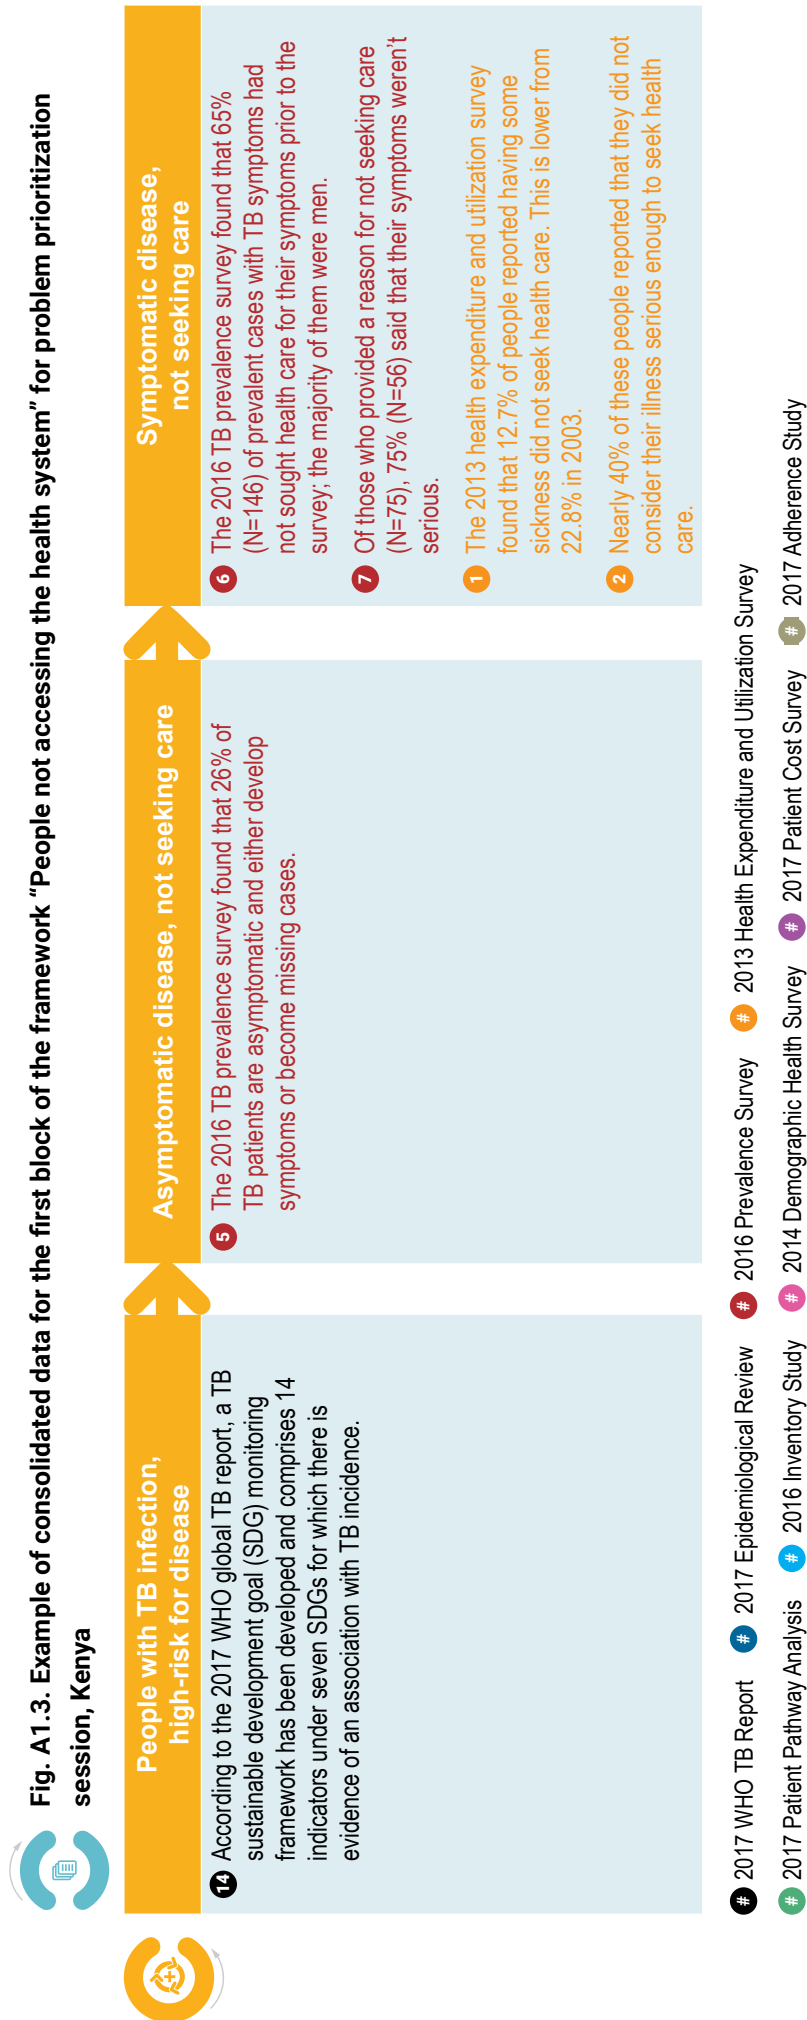 Fig. A1.3. Example of consolidated data for the first block of the framework “People not accessing the health system” for problem prioritization
session, Kenya
People with TB infection,
high-risk for disease
14 According to the 2017 WHO global TB report, a TB
sustainable development goal (SDG) monitoring
framework has been developed and comprises 14
indicators under seven SDGs for which there is
evidence of an association with TB incidence.
Asymptomatic disease, not seeking care
5 The 2016 TB prevalence survey found that 26% of
TB patients are asymptomatic and either develop
symptoms or become missing cases.
Symptomatic disease,
not seeking care
6 The 2016 TB prevalence survey found that 65%
(N=146) of prevalent cases with TB symptoms had
not sought health care for their symptoms prior to the
survey; the majority of them were men.
7 Of those who provided a reason for not seeking care
(N=75), 75% (N=56) said that their symptoms weren’t
serious.
1 The 2013 health expenditure and utilization survey
found that 12.7% of people reported having some
sickness did not seek health care. This is lower from
22.8% in 2003.
2 Nearly 40% of these people reported that they did not
consider their illness serious enough to seek health
care.
# 2017 WHO TB Report # 2017 Epidemiological Review # 2016 Prevalence Survey # 2013 Health Expenditure and Utilization Survey
# 2017 Patient Pathway Analysis # 2016 Inventory Study # 2014 Demographic Health Survey # 2017 Patient Cost Survey # 2017 Adherence Study